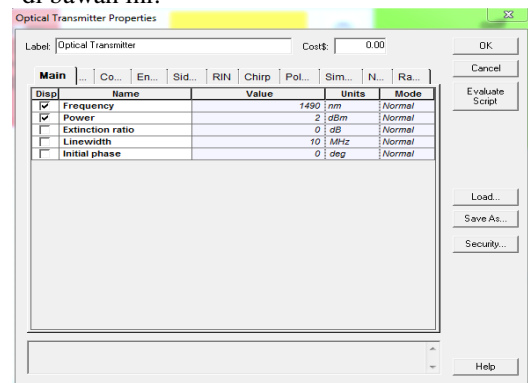 di bawah ini:
Optical Transmitter Properties
Label: Optical Transmitter Cost$: 0.00 OK
Main ... Co... En... Sid... RIN Chirp Pol... Sim... N... Ra... Cancel
Disp Name Value Units Mode Evaluate Script
Frequency 1490 nm Normal
Power 2 dBm Normal
Extinction ratio 0 dB Normal
Linewidth 10 MHz Normal
Initial phase 0 deg Normal
Load...
Save As...
Security...
Help